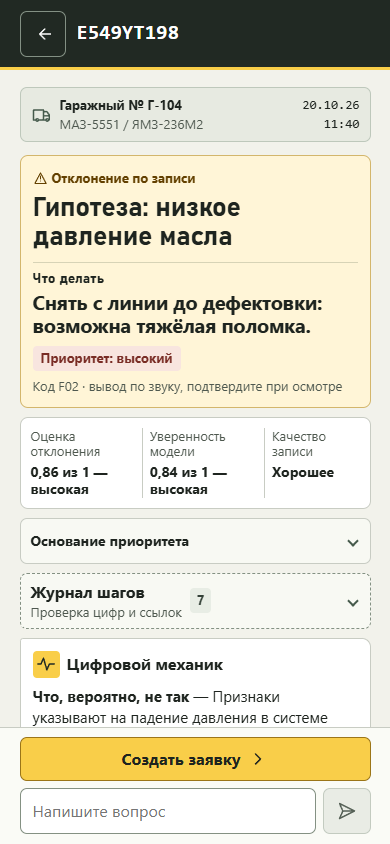 E549YT198
Гаражный № Г-104
20.10.26
МАЗ-5551 / ЯМЗ-236М2
11:40
Отклонение по записи
Гипотеза: низкое
давление масла
Что делать
Снять с линии до дефектовки:
возможна тяжёлая поломка.
Приоритет: высокий
Код F02 · вывод по звуку, подтвердите при осмотре
Оценка
отклонения
0,86 из 1 —
высокая
Уверенность
модели
0,84 из 1 —
высокая
Качество
записи
Хорошее
Основание приоритета
Журнал шагов
Проверка цифр и ссылок
7
Цифровой механик
Что, вероятно, не так — Признаки
указывают на падение давления в системе
Создать заявку
Напишите вопрос